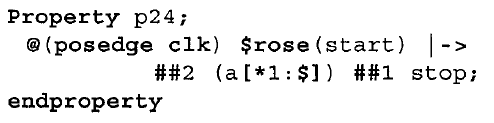 Property p24;
@(posedge clk) $rose(start) |->
##2 (a[*1:$]) ##1 stop;
endproperty